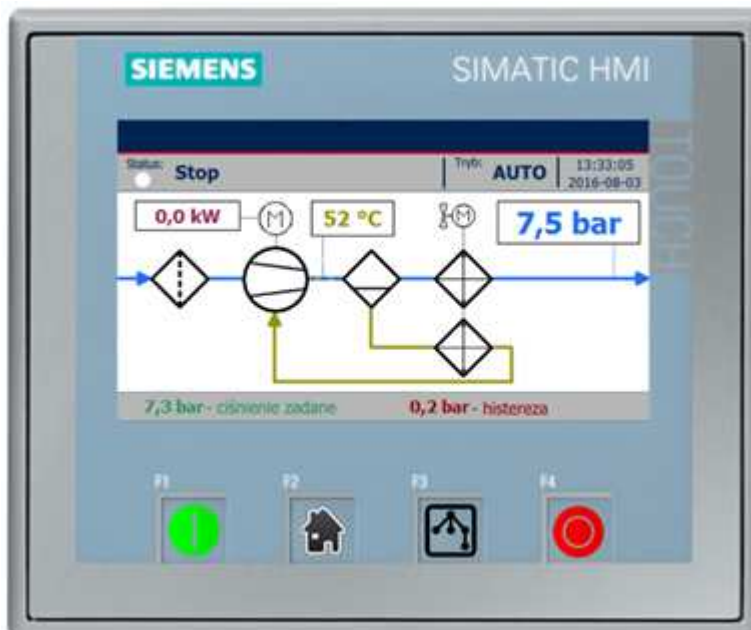 SIEMENS
SIMATIC HMI
TOUCH
Status: Stop
Tryb: AUTO
13:33:05
2016-08-03
0,0 kW
M
52 °C
M
7,5 bar
7,3 bar - ciśnienie zadane
0,2 bar - histereza
F1
F2
F3
F4